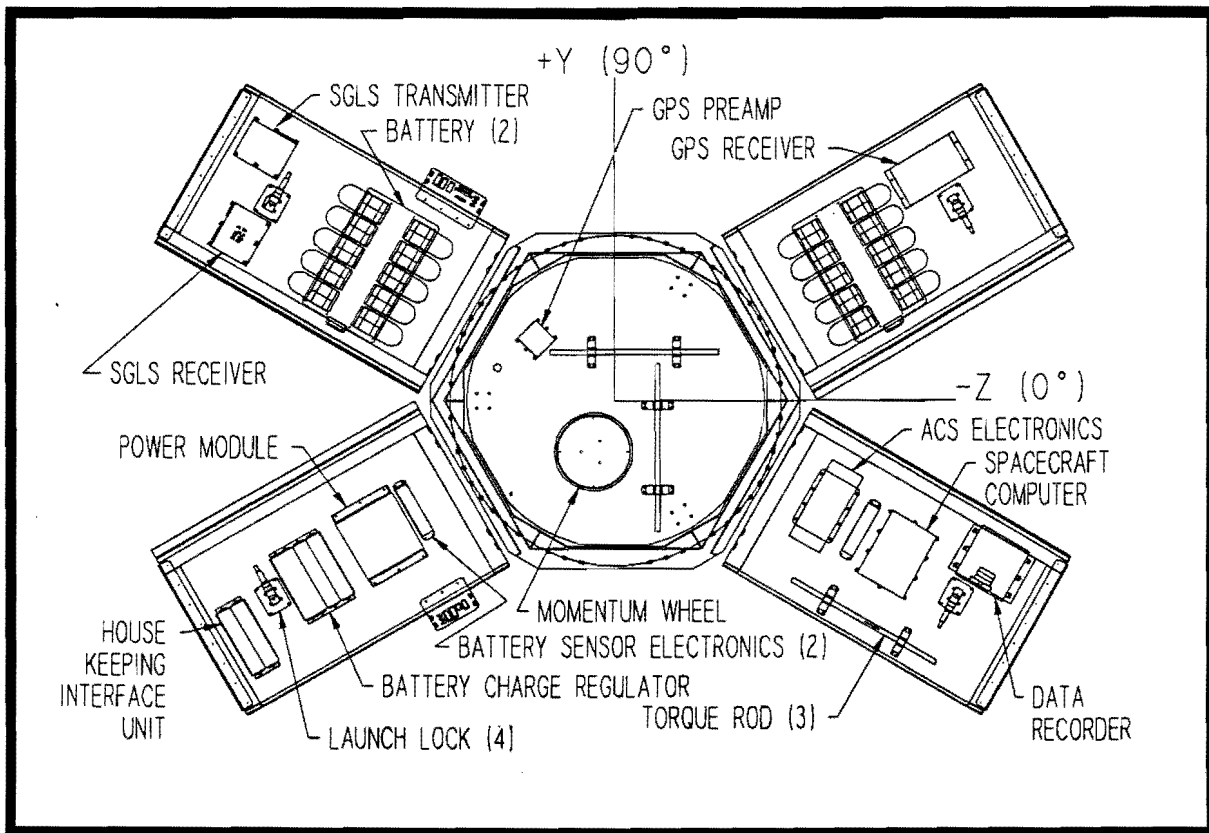 +Y (90°)
SGLS TRANSMITTER
BATTERY (2)
GPS PREAMP
GPS RECEIVER
SGLS RECEIVER
-Z (0°)
POWER MODULE
ACS ELECTRONICS
SPACECRAFT
COMPUTER
HOUSE
KEEPING
INTERFACE
UNIT
MOMENTUM WHEEL
BATTERY SENSOR ELECTRONICS (2)
BATTERY CHARGE REGULATOR
TORQUE ROD (3)
LAUNCH LOCK (4)
DATA
RECORDER